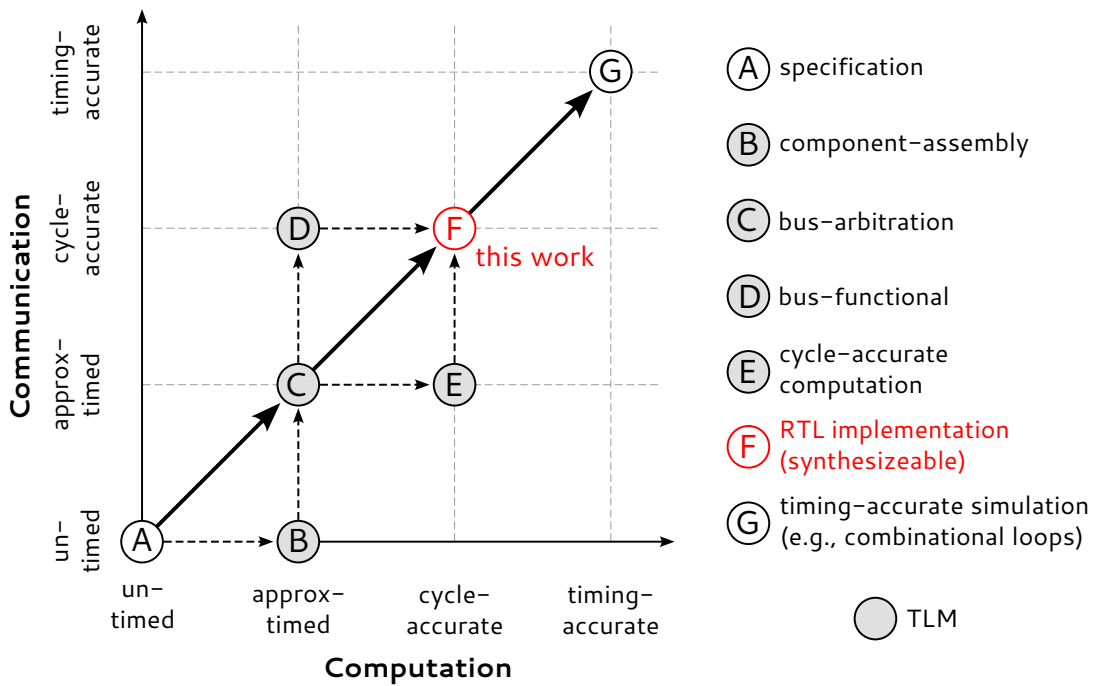 Communication
timing-
accurate
cycle-
accurate
approx-
timed
un-
timed
G
D
F
this work
C
E
A
B
un-
timed
approx-
timed
cycle-
accurate
timing-
accurate
Computation
A specification
B component-assembly
C bus-arbitration
D bus-functional
E cycle-accurate
computation
F RTL implementation
(synthesizeable)
G timing-accurate simulation
(e.g., combinational loops)
TLM